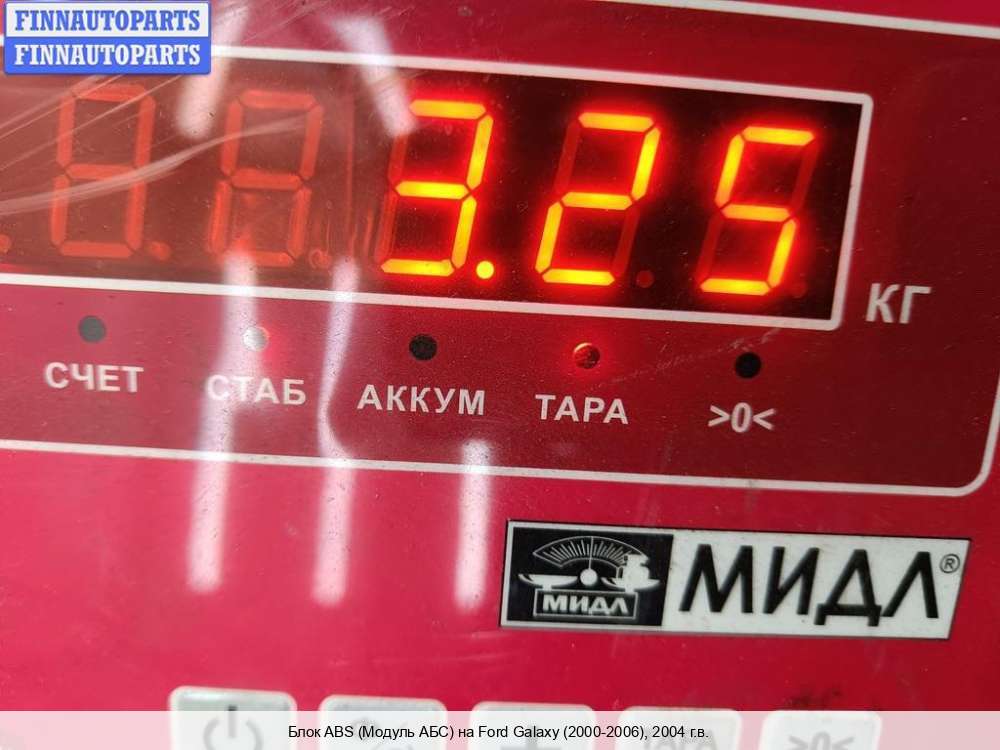 FINNAUTOPARTS
FINNAUTOPARTS
3.25
КГ
СЧЕТ СТАБ АККУМ ТАРА >0<
МИДЛ МИДЛ®
>0<
Блок ABS (Модуль АБС) на Ford Galaxy (2000-2006), 2004 г.в.